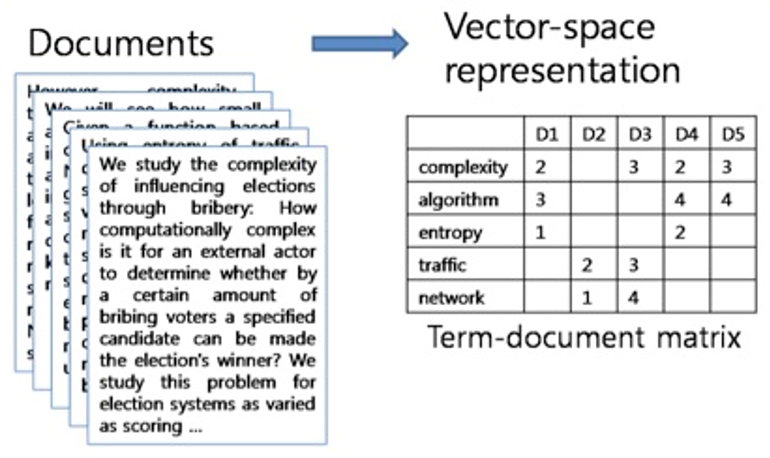 Documents
Vector-space
representation
However, complexity
We will see how small
Given a function based
Using entropy of traffic
We study the complexity
of influencing elections
through bribery: How
computationally complex
is it for an external actor
to determine whether by
a certain amount of
bribing voters a specified
candidate can be made
the election's winner? We
study this problem for
election systems as varied
as scoring ...
D1 D2 D3 D4 D5
complexity 2 3 2 3
algorithm 3 4 4
entropy 1 2
traffic 2 3
network 1 4
Term-document matrix